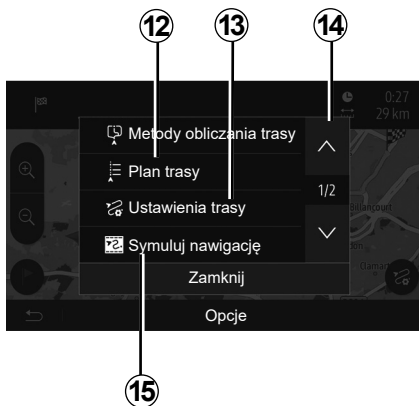 12 13 14
0:27
29 km
Metody obliczania trasy
Plan trasy
1/2
Ustawienia trasy
Billancourt
Symuluj nawigację
Zamknij
Opcje
15